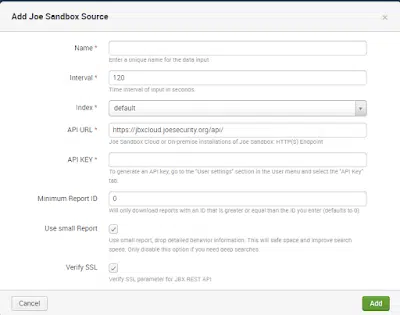 Add Joe Sandbox Source
×
Name *
Enter a unique name for the data input
Interval *
120
Time interval of input in seconds.
Index *
default
API URL *
https://jbxcloud.joesecurity.org/api/
Joe Sandbox Cloud or On-premise installations of Joe Sandbox. HTTP(S) Endpoint
API KEY *
To generate an API key, go to the "User settings" section in the User menu and select the "API Key"
tab.
Minimum Report ID
0
Will only download reports with an ID that is greater or equal than the ID you enter (defaults to 0).
Use small Report
Use small report, drop detailed behavior information. This will safe space and improve search
speed. Only disable this option if you need deep searches.
Verify SSL
Verify SSL parameter for JBX REST API
Cancel
Add